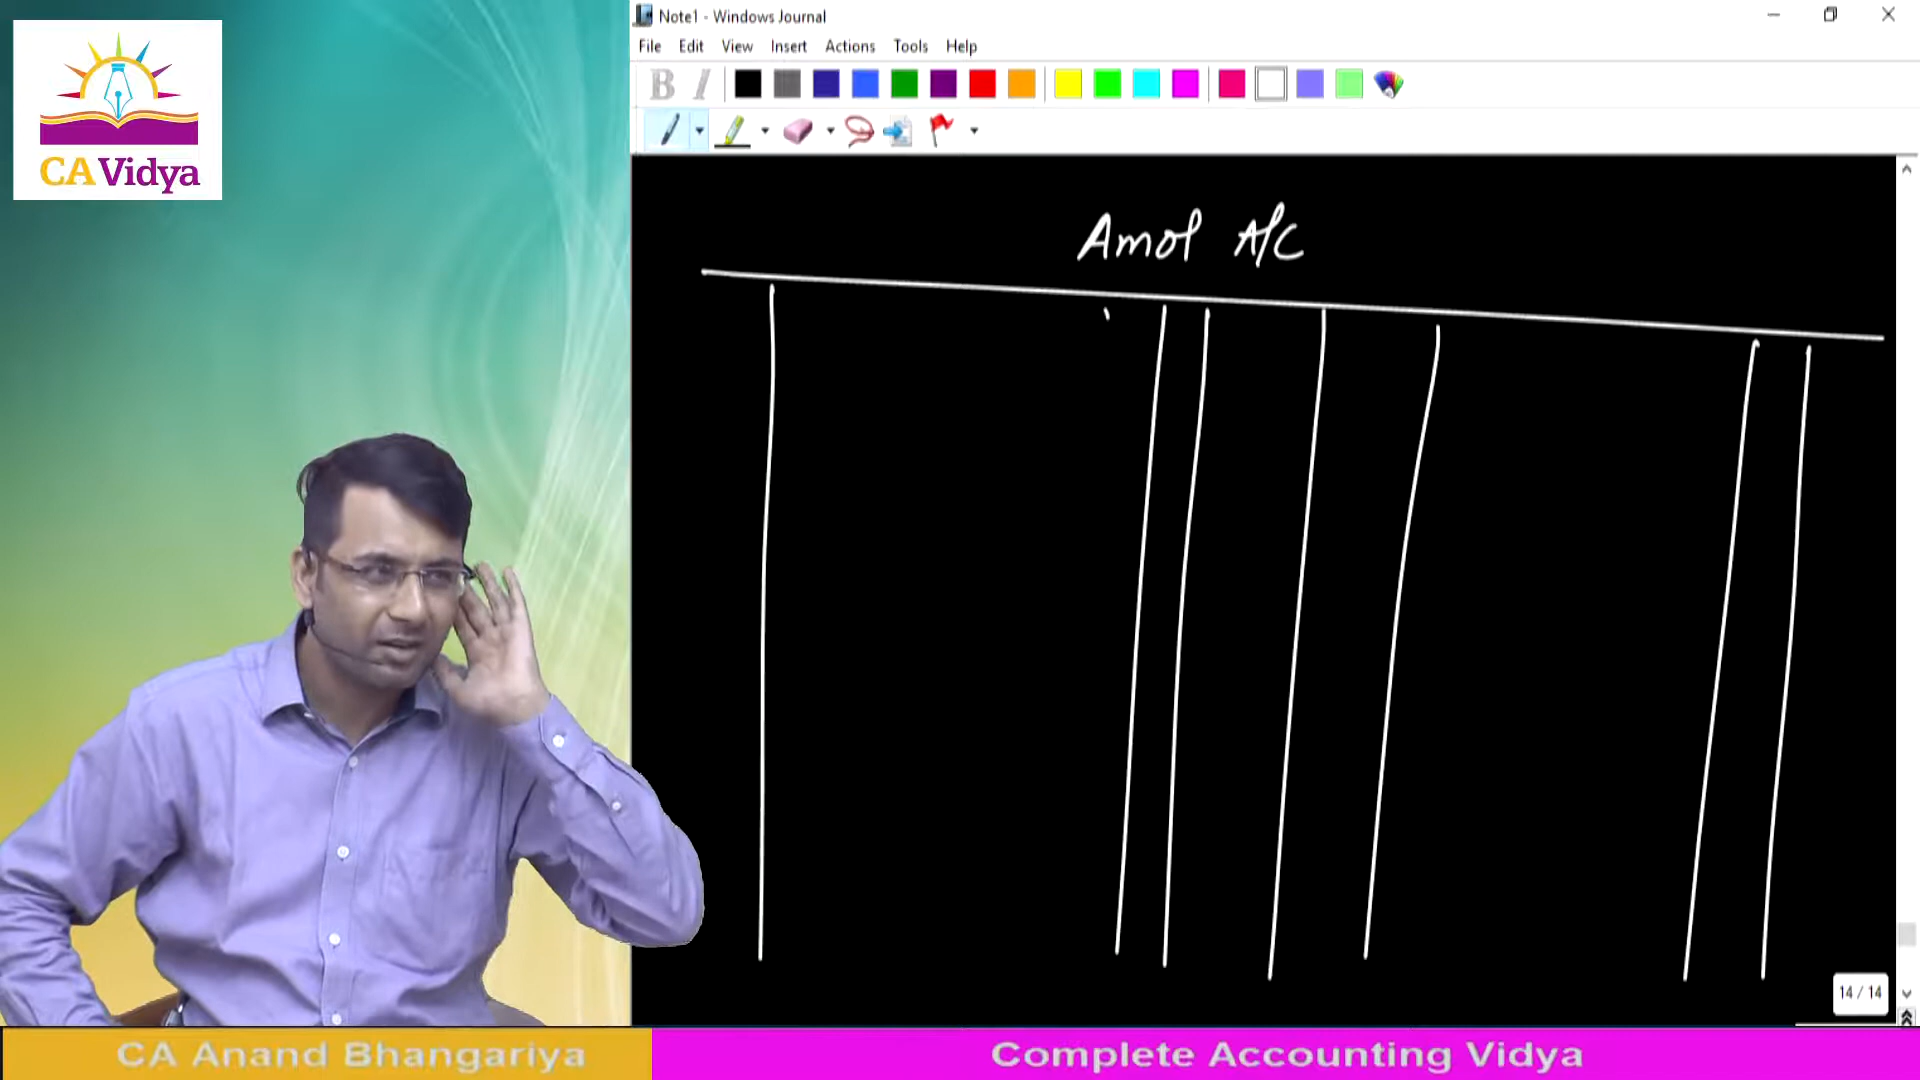 CA Vidya
Note1 - Windows Journal
File Edit View Insert Actions Tools Help
B I
Amol A/C
14 / 14
CA Anand Bhangariya
Complete Accounting Vidya